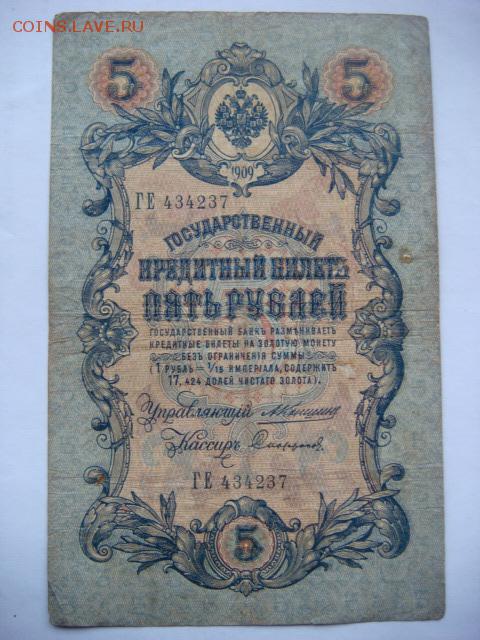 COINS.LAVE.RU
5 5
1909
ГЕ 434237
ГОСУДАРСТВЕННЫЙ
КРЕДИТНЫЙ БИЛЕТЪ
ПЯТЬ РУБЛЕЙ
ГОСУДАРСТВЕННЫЙ БАНКЪ РАЗМѢНИВАЕТЪ
КРЕДИТНЫЕ БИЛЕТЫ НА ЗОЛОТУЮ МОНЕТУ
БЕЗЪ ОГРАНИЧЕНІЯ СУММЫ
(1 РУБЛЬ = 1/15 ИМПЕРІАЛА, СОДЕРЖИТЪ
17,424 ДОЛЕЙ ЧИСТАГО ЗОЛОТА).
Управляющій
Кассиръ
ГЕ 434237
5